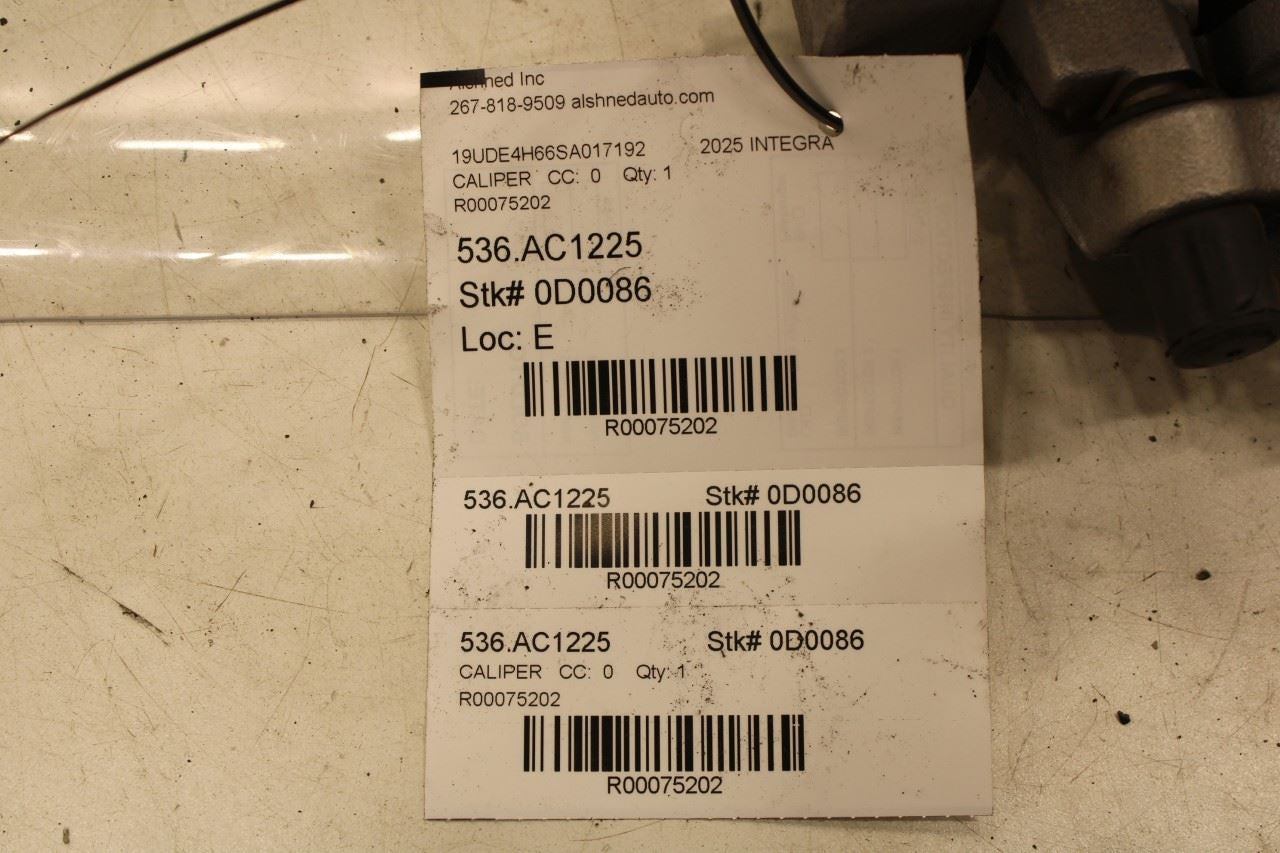 Alshned Inc
267-818-9509 alshnedauto.com
19UDE4H66SA017192 2025 INTEGRA
CALIPER CC: 0 Qty: 1
R00075202
536.AC1225
Stk# 0D0086
Loc: E
R00075202
536.AC1225 Stk# 0D0086
R00075202
536.AC1225 Stk# 0D0086
CALIPER CC: 0 Qty: 1
R00075202
R00075202